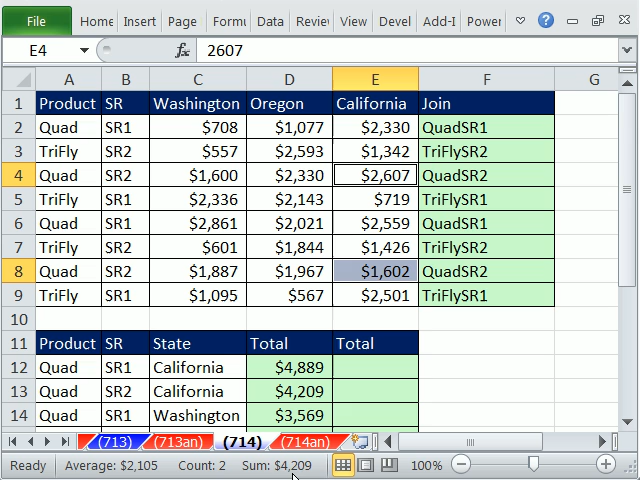 File Home Insert Page Formu Data Reviev View Devel Add-I Power
E4 fx 2607
A B C D E F G
1 Product SR Washington Oregon California Join
2 Quad SR1 $708 $1,077 $2,330 QuadSR1
3 TriFly SR2 $557 $2,593 $1,342 TriFlySR2
4 Quad SR2 $1,600 $2,330 $2,607 QuadSR2
5 TriFly SR1 $2,336 $2,143 $719 TriFlySR1
6 Quad SR1 $2,861 $2,021 $2,559 QuadSR1
7 TriFly SR2 $601 $1,844 $1,426 TriFlySR2
8 Quad SR2 $1,887 $1,967 $1,602 QuadSR2
9 TriFly SR1 $1,095 $567 $2,501 TriFlySR1
10
11 Product SR State Total Total
12 Quad SR1 California $4,889
13 Quad SR2 California $4,209
14 Quad SR1 Washington $3,569
(713) (713an) (714) (714an)
Ready Average: $2,105 Count: 2 Sum: $4,209 100%